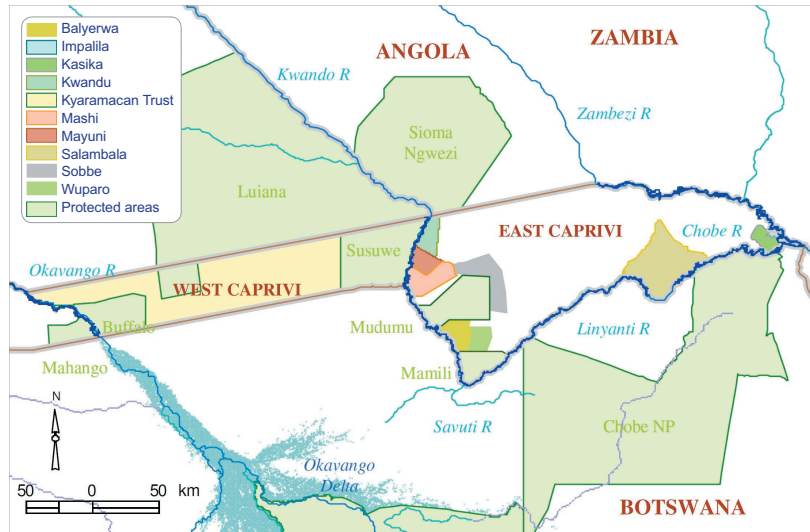 Balyerwa
Impalila
Kasika
Kwandu
Kyaramacan Trust
Mashi
Mayuni
Salambala
Sobbe
Wuparo
Protected areas
ANGOLA
ZAMBIA
Kwando R
Zambezi R
Sioma
Ngwezi
Luiana
EAST CAPRIVI
Chobe R
Susuwe
Okavango R
WEST CAPRIVI
Buffalo
Mudumu
Linyanti R
Mahango
Mamili
Savuti R
Chobe NP
N
Okavango
Delta
50 0 50 km
BOTSWANA